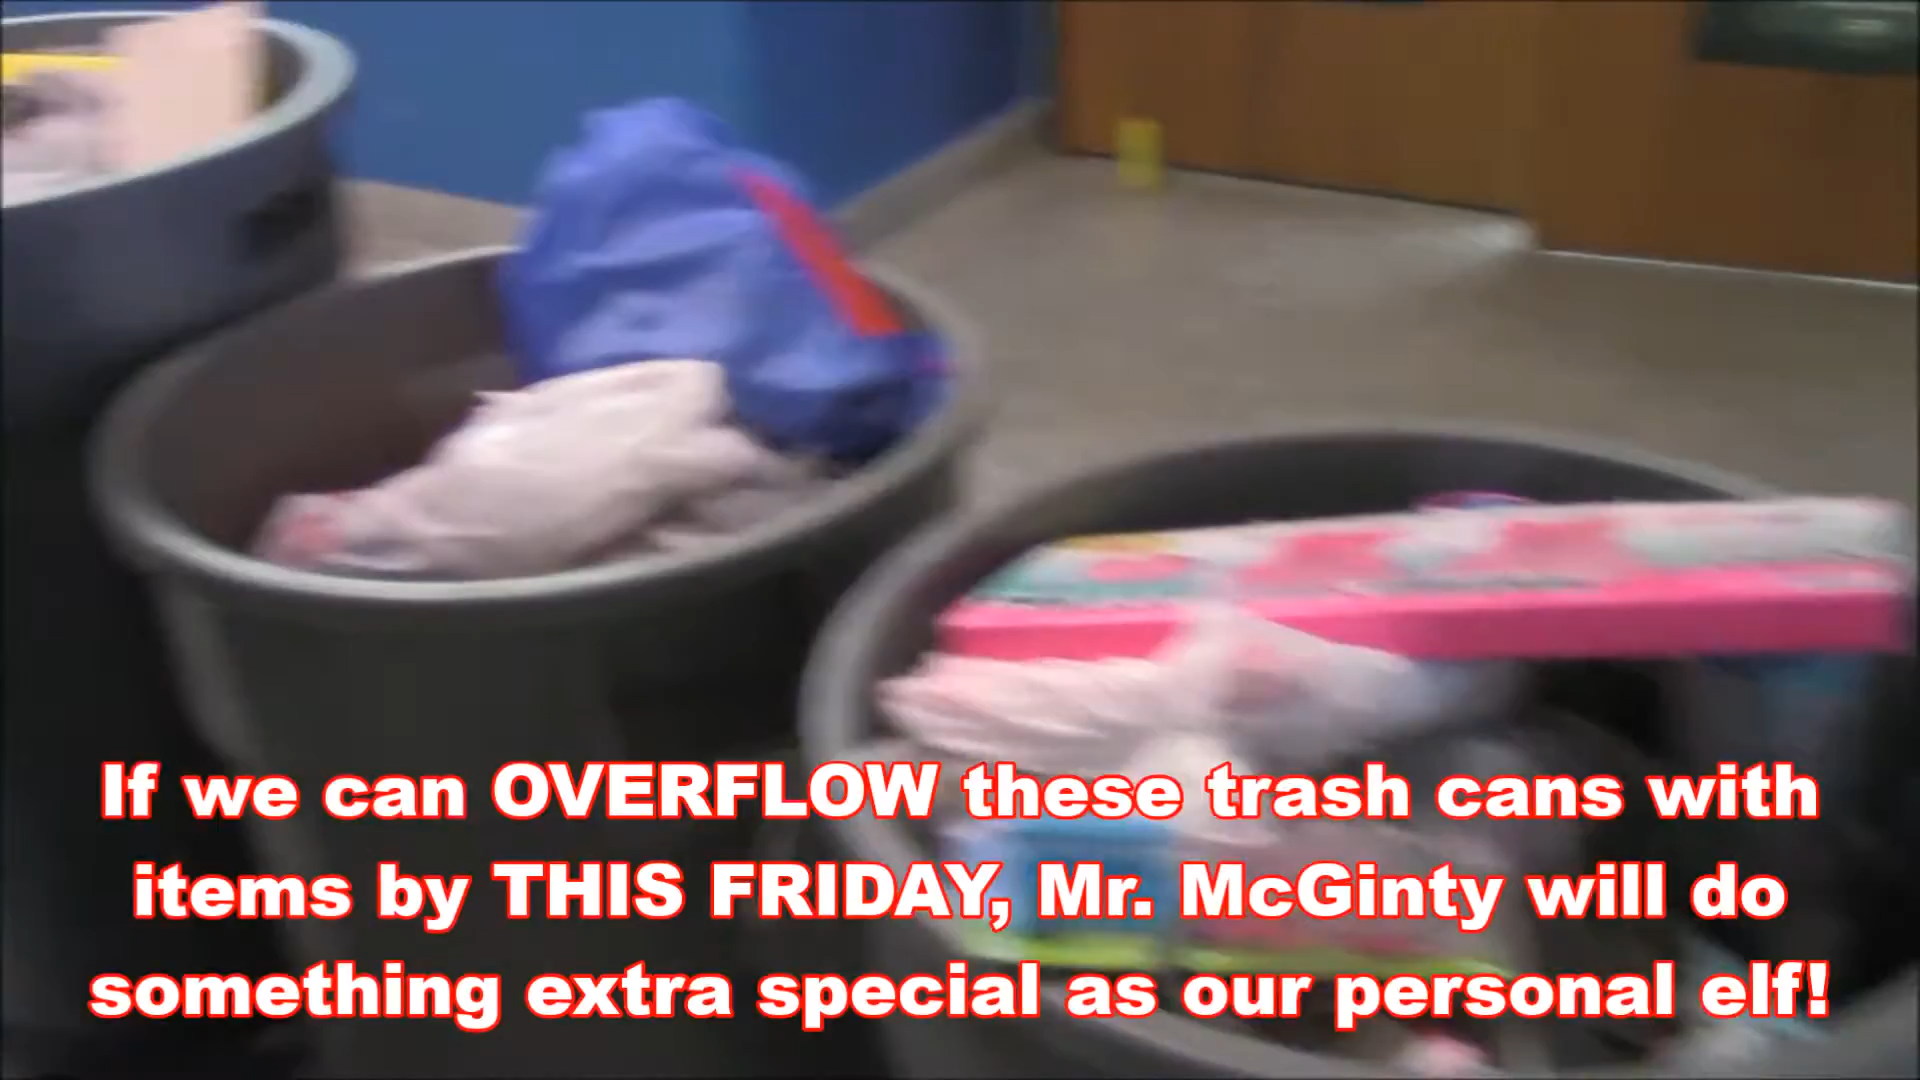 If we can OVERFLOW these trash cans with
items by THIS FRIDAY, Mr. McGinty will do
something extra special as our personal elf!